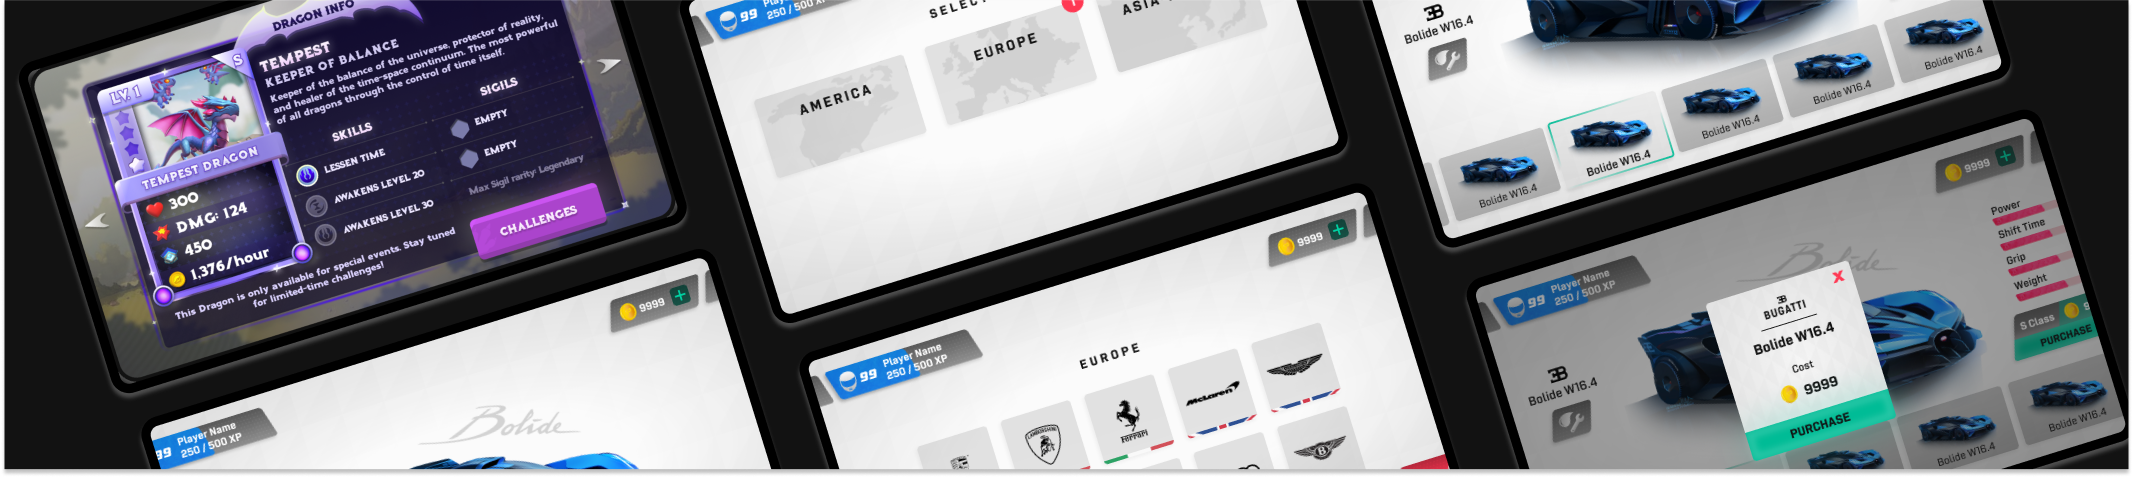 DRAGON INFO
S
TEMPEST
KEEPER OF BALANCE
Keeper of the balance of the universe, protector of reality,
and healer of the time-space continuum. The most powerful
of all dragons through the control of time itself.
LV. 1
TEMPEST DRAGON
300
DMG: 124
450
1,376/hour
SKILLS
LESSEN TIME
AWAKENS LEVEL 20
AWAKENS LEVEL 30
SIGILS
EMPTY
EMPTY
Max Sigil rarity: Legendary
CHALLENGES
This Dragon is only available for special events. Stay tuned
for limited-time challenges!
99
250 / 500 XP
SELECT
AMERICA
EUROPE
ASIA
Bolide W16.4
Bolide W16.4
Bolide W16.4
Bolide W16.4
Bolide W16.4
Bolide W16.4
99
Player Name
250 / 500 XP
9999
Bolide
99
Player Name
250 / 500 XP
9999
EUROPE
LAMBORGHINI
Ferrari
McLaren
B
99
Player Name
250 / 500 XP
9999
Bolide
Power
Shift Time
Grip
Weight
S Class
PURCHASE
Bolide W16.4
X
BUGATTI
Bolide W16.4
Cost
9999
PURCHASE
Bolide W16.4
Bolide W16.4